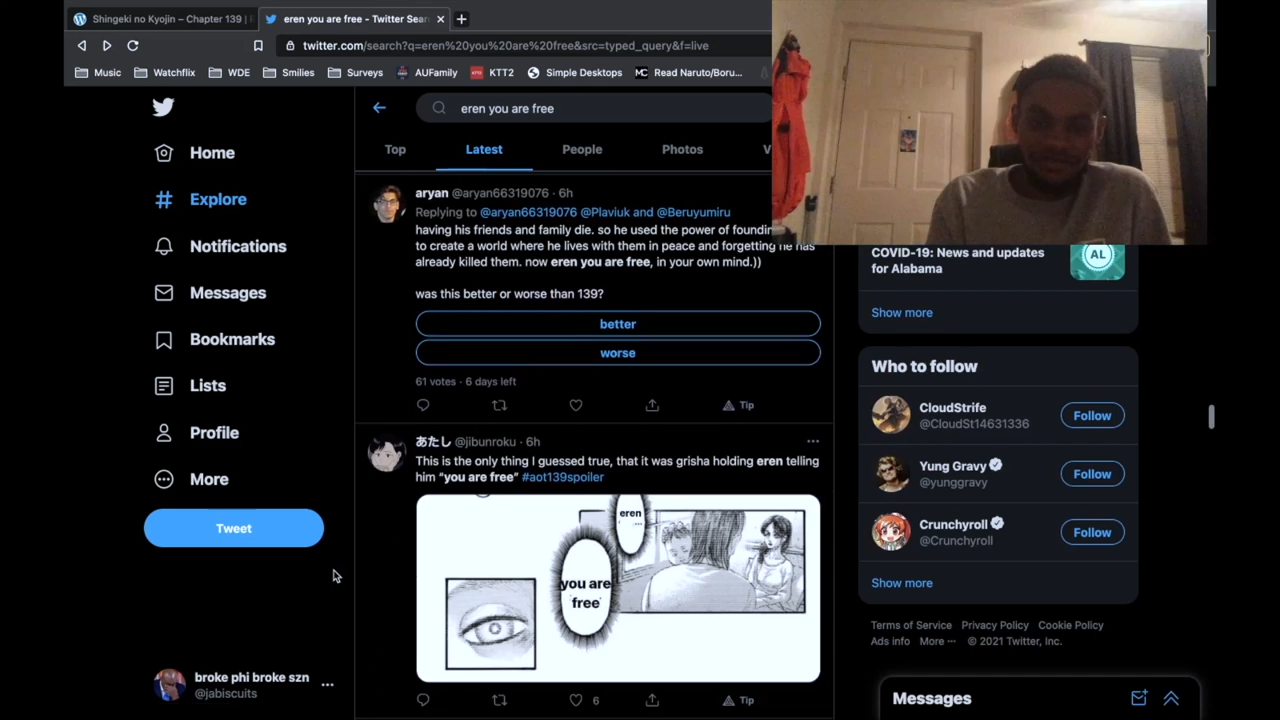 Shingeki no Kyojin – Chapter 139 |
eren you are free - Twitter Sear
twitter.com/search?q=eren%20you%20are%20free&src=typed_query&f=live
Music
Watchflix
WDE
Smilies
Surveys
AUFamily
KTT2
Simple Desktops
MC
Read Naruto/Boru...
Home
Explore
Notifications
Messages
Bookmarks
Lists
Profile
More
Tweet
broke phi broke szn
@jabiscuits
eren you are free
Top
Latest
People
Photos
V
aryan @aryan66319076 · 6h
Replying to @aryan66319076 @Plaviuk and @Beruyumiru
having his friends and family die. so he used the power of foundin
to create a world where he lives with them in peace and forgetting he has
already killed them. now eren you are free, in your own mind.))
was this better or worse than 139?
better
worse
61 votes · 6 days left
Tip
あたし @jibunroku · 6h
This is the only thing I guessed true, that it was grisha holding eren telling
him “you are free” #aot139spoiler
eren
...
you are
free
6
Tip
COVID-19: News and updates
for Alabama
AL
Show more
Who to follow
CloudStrife
@CloudSt14631336
Follow
Yung Gravy
@yunggravy
Follow
Crunchyroll
@Crunchyroll
Follow
Show more
Terms of Service Privacy Policy Cookie Policy
Ads info More ··· © 2021 Twitter, Inc.
Messages